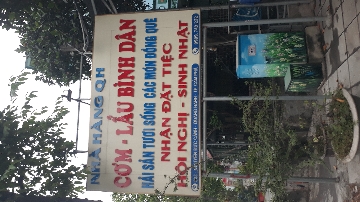 NHÀ HÀNG QH
CƠM - LẨU BÌNH DÂN
HẢI SẢN TƯƠI SỐNG CÁC MÓN ĐỒNG QUÊ
NHẬN ĐẶT TIỆC
HỘI NGHỊ - SINH NHẬT